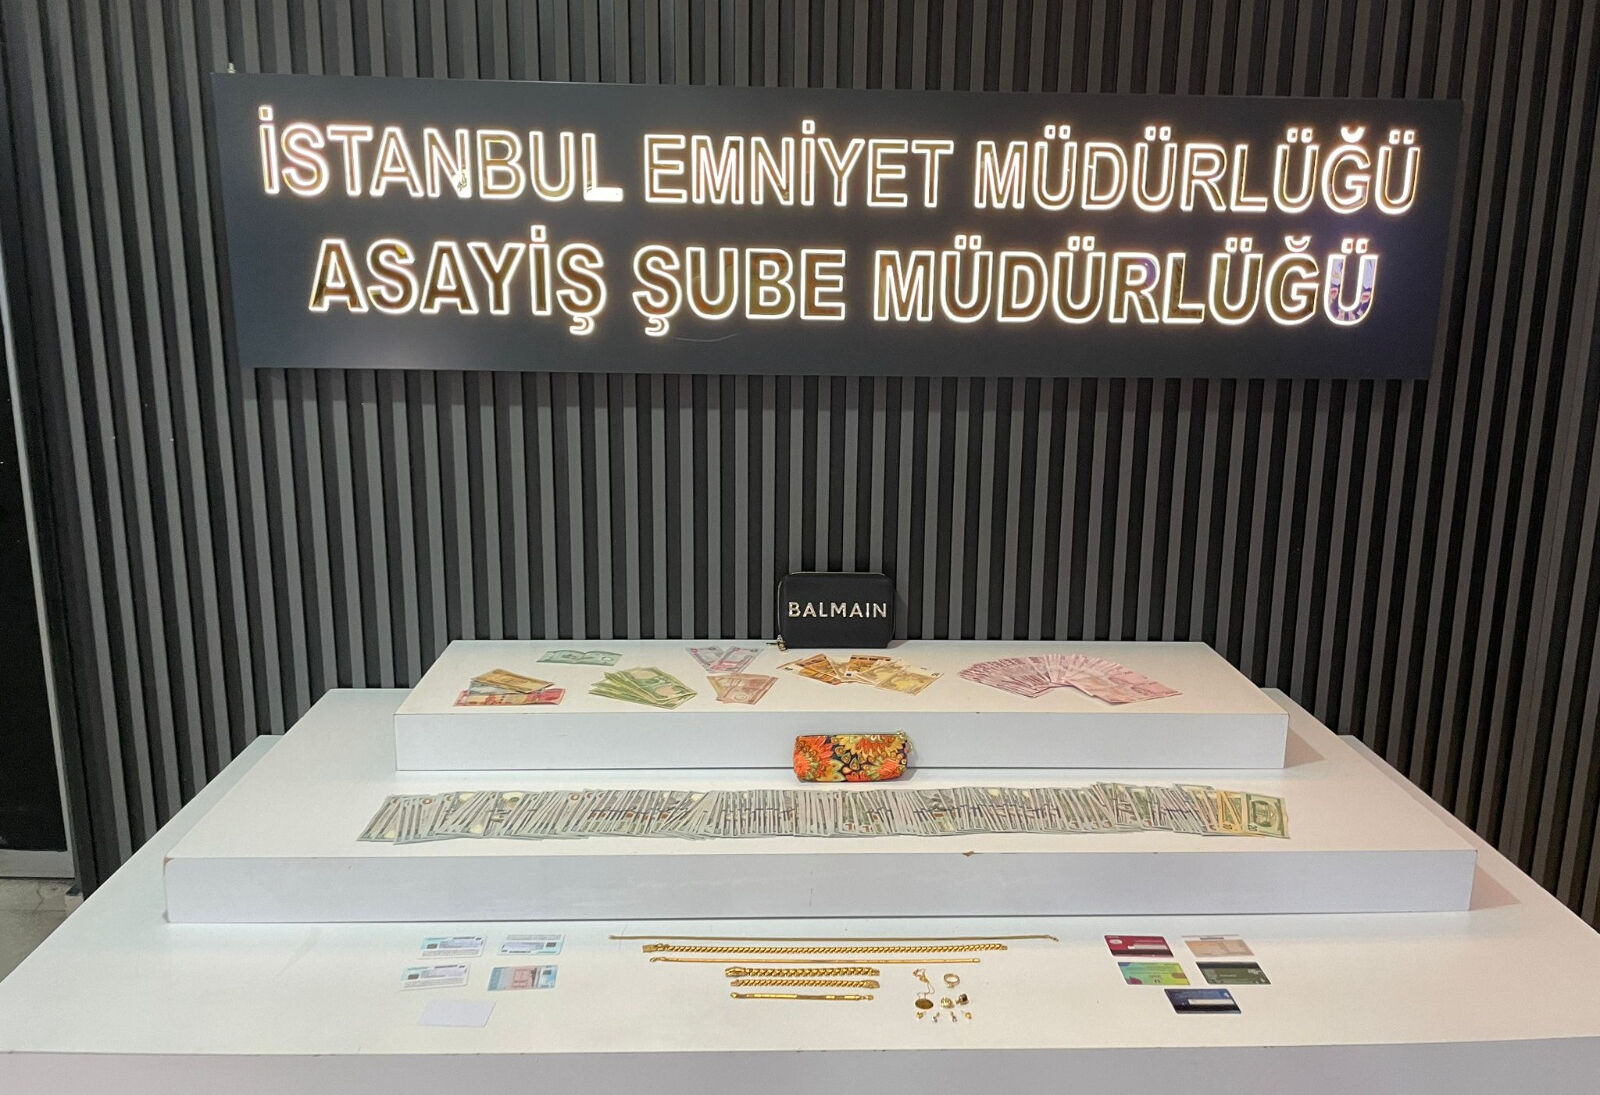 İSTANBUL EMNİYET MÜDÜRLÜĞÜ
ASAYİŞ ŞUBE MÜDÜRLÜĞÜ
BALMAIN